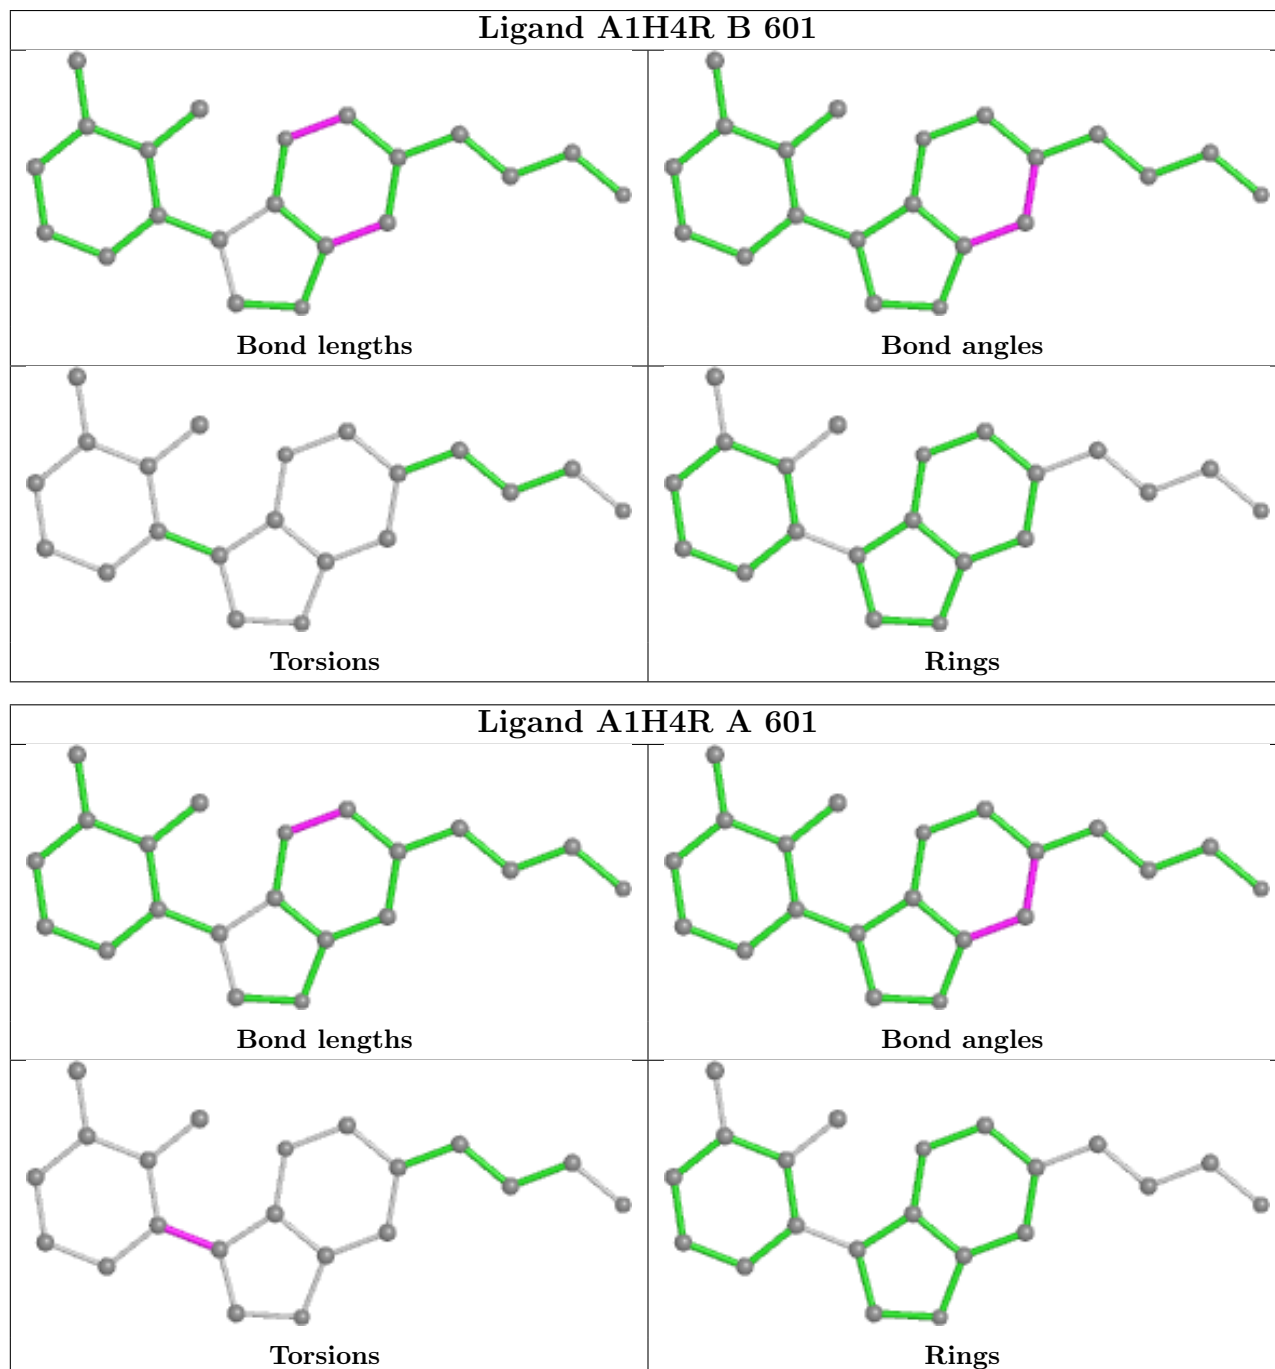 Ligand A1H4R B 601
Bond lengths
Bond angles
Torsions
Rings
Ligand A1H4R A 601
Bond lengths
Bond angles
Torsions
Rings